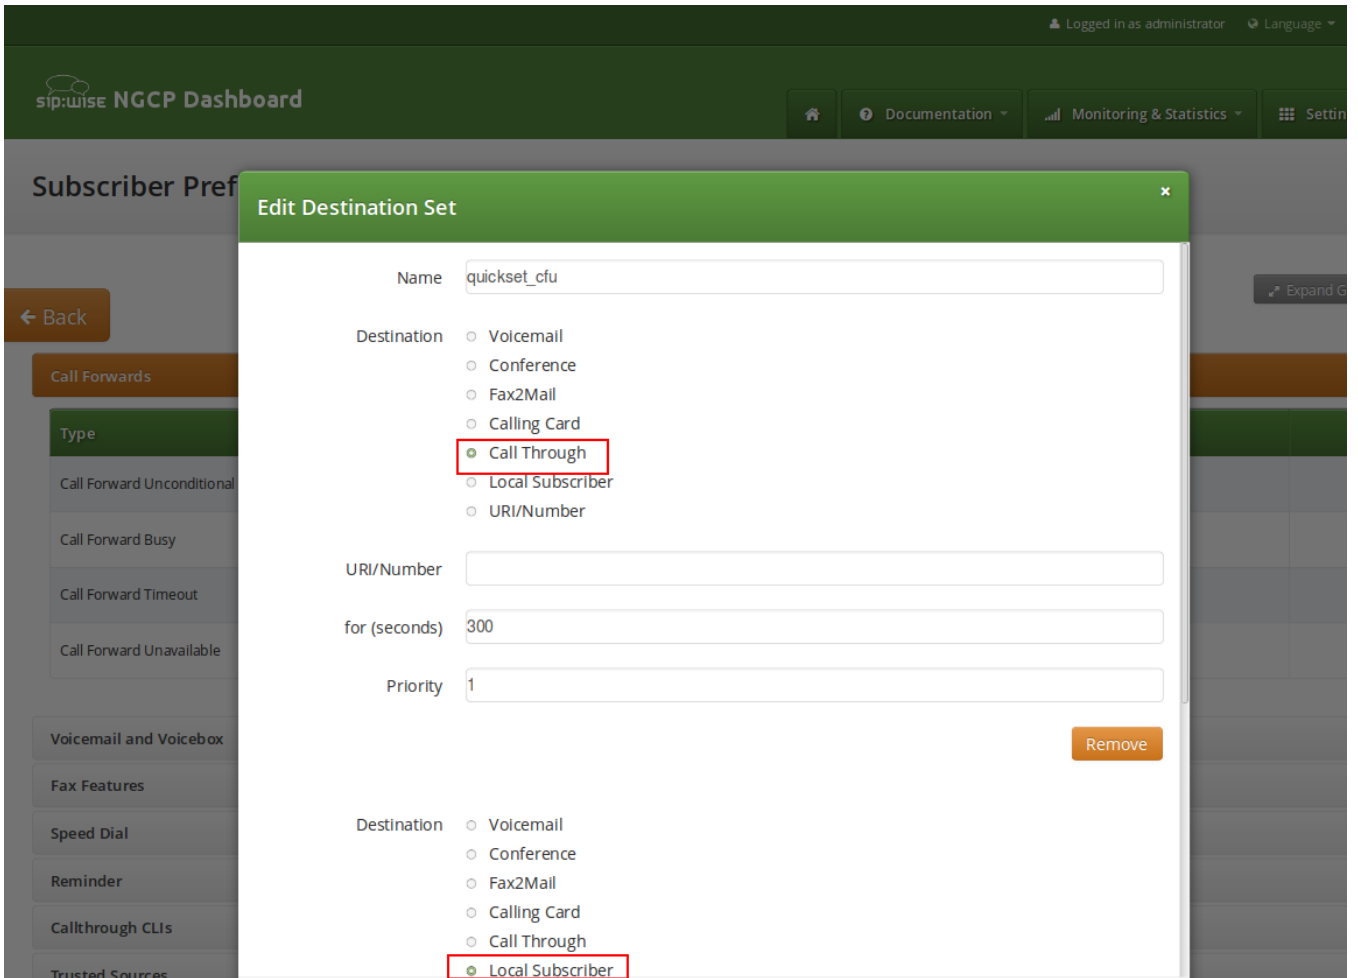 Logged in as administrator Language
sip:wise NGCP Dashboard
Documentation Monitoring & Statistics Settin
Subscriber Pref
Edit Destination Set
×
Name quickset_cfu
Expand G
Back
Destination Voicemail
Conference
Fax2Mail
Calling Card
Call Through
Local Subscriber
URI/Number
Call Forwards
Type
Call Forward Unconditional
Call Forward Busy
Call Forward Timeout
Call Forward Unavailable
URI/Number
for (seconds) 300
Priority 1
Remove
Voicemail and Voicebox
Fax Features
Speed Dial
Reminder
Callthrough CLIs
Trusted Sources
Destination Voicemail
Conference
Fax2Mail
Calling Card
Call Through
Local Subscriber